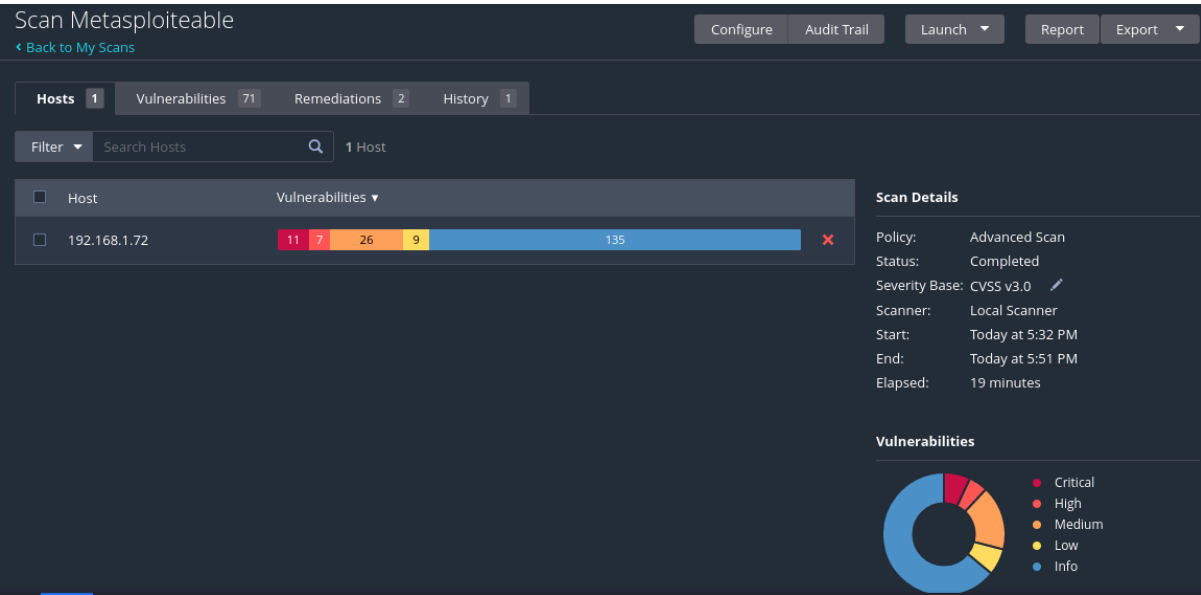 Scan Metasploiteable
Back to My Scans
Configure Audit Trail Launch Report Export
Hosts 1 Vulnerabilities 71 Remediations 2 History 1
Filter Search Hosts 1 Host
Host Vulnerabilities
192.168.1.72 11 7 26 9 135
Scan Details
Policy: Advanced Scan
Status: Completed
Severity Base: CVSS v3.0
Scanner: Local Scanner
Start: Today at 5:32 PM
End: Today at 5:51 PM
Elapsed: 19 minutes
Vulnerabilities
Critical
High
Medium
Low
Info